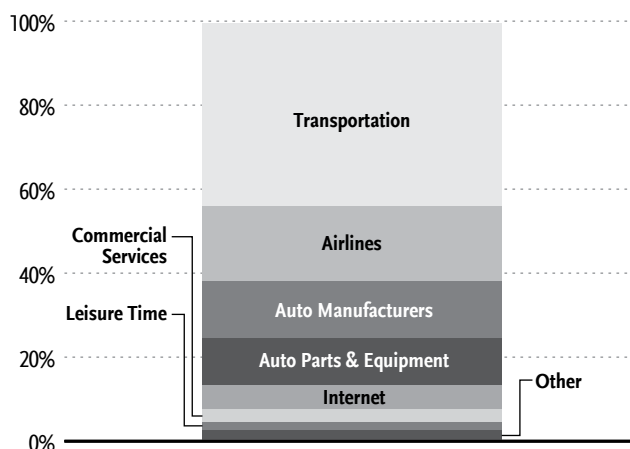 100%
Transportation
80%
60%
Commercial
Services
Airlines
40%
Leisure Time
Auto Manufacturers
20%
Auto Parts & Equipment
Other
Internet
0%